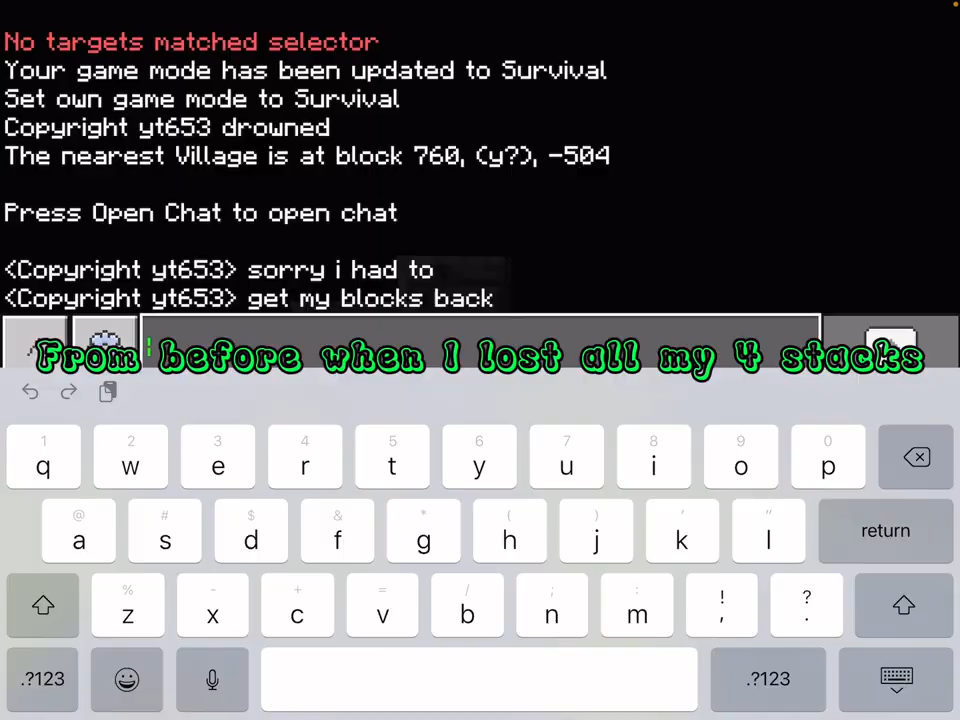 No targets matched selector
Your game mode has been updated to Survival
Set own game mode to Survival
Copyright yt653 drowned
The nearest Village is at block 760, (y?), -504
Press Open Chat to open chat
<Copyright yt653> sorry i had to
<Copyright yt653> get my blocks back
From before when I lost all my 4 stacks
1 2 3 4 5 6 7 8 9 0
q w e r t y u i o p
@ # $ & * ( ) ' "
a s d f g h j k l return
% - + = / ; : ! ?
z x c v b n m , .
.?123 .?123